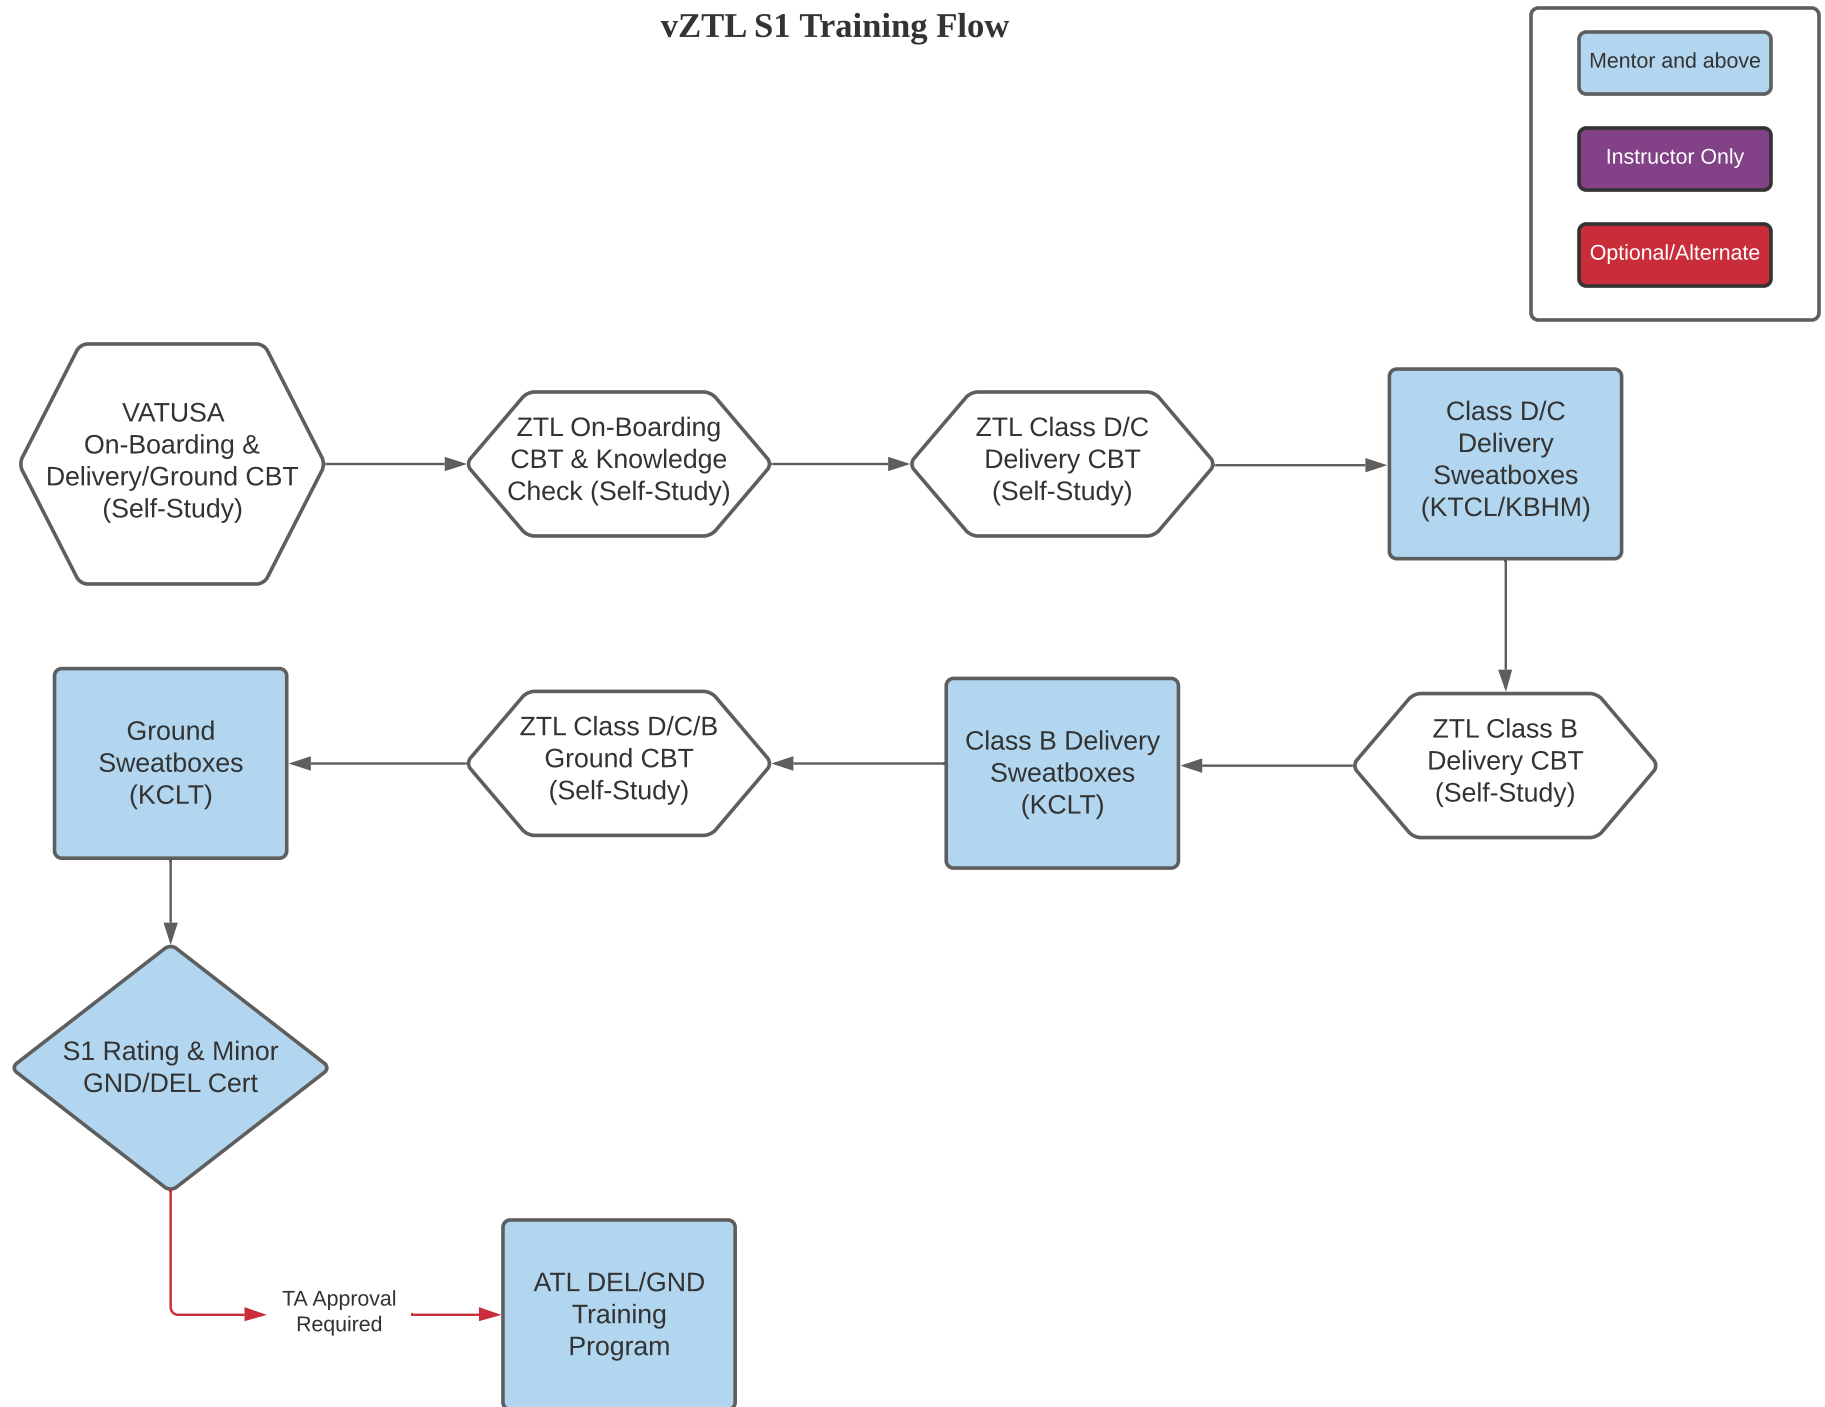 vZTL S1 Training Flow
Mentor and above
Instructor Only
Optional/Alternate
VATUSA
On-Boarding &
Delivery/Ground CBT
(Self-Study)
ZTL On-Boarding
CBT & Knowledge
Check (Self-Study)
ZTL Class D/C
Delivery CBT
(Self-Study)
Class D/C
Delivery
Sweatboxes
(KTCL/KBHM)
Ground
Sweatboxes
(KCLT)
ZTL Class D/C/B
Ground CBT
(Self-Study)
Class B Delivery
Sweatboxes
(KCLT)
ZTL Class B
Delivery CBT
(Self-Study)
S1 Rating & Minor
GND/DEL Cert
TA Approval
Required
ATL DEL/GND
Training
Program